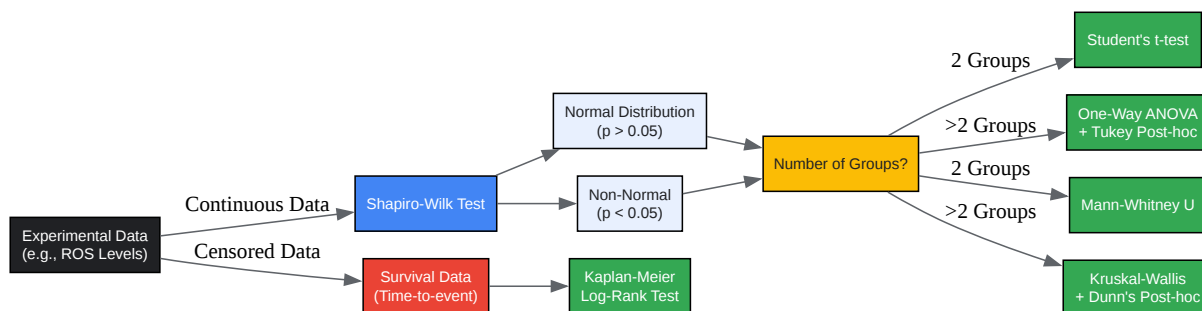 Experimental Data
(e.g., ROS Levels)
Continuous Data
Censored Data
Shapiro-Wilk Test
Survival Data
(Time-to-event)
Normal Distribution
(p > 0.05)
Non-Normal
(p < 0.05)
Kaplan-Meier
Log-Rank Test
Number of Groups?
2 Groups
>2 Groups
2 Groups
>2 Groups
Student's t-test
One-Way ANOVA
+ Tukey Post-hoc
Mann-Whitney U
Kruskal-Wallis
+ Dunn's Post-hoc